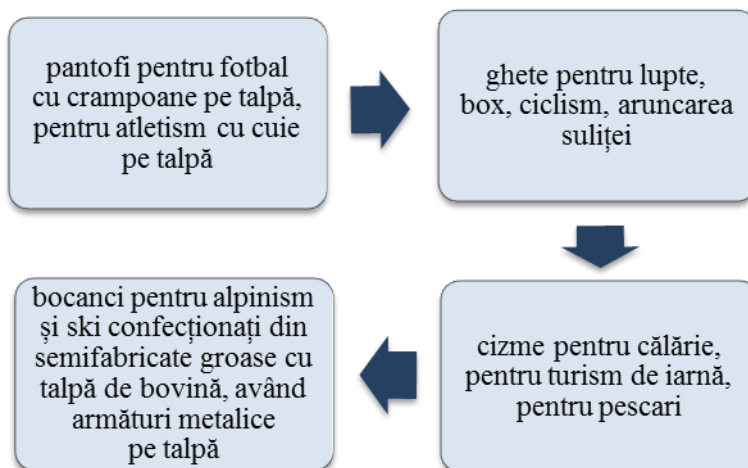 pantofi pentru fotbal
cu crampoane pe talpă,
pentru atletism cu cuie
pe talpă
ghete pentru lupte,
box, ciclism, aruncarea
suliței
cizme pentru călărie,
pentru turism de iarnă,
pentru pescari
bocanci pentru alpinism
și ski confecționați din
semifabricate groase cu
talpă de bovină, având
armături metalice
pe talpă